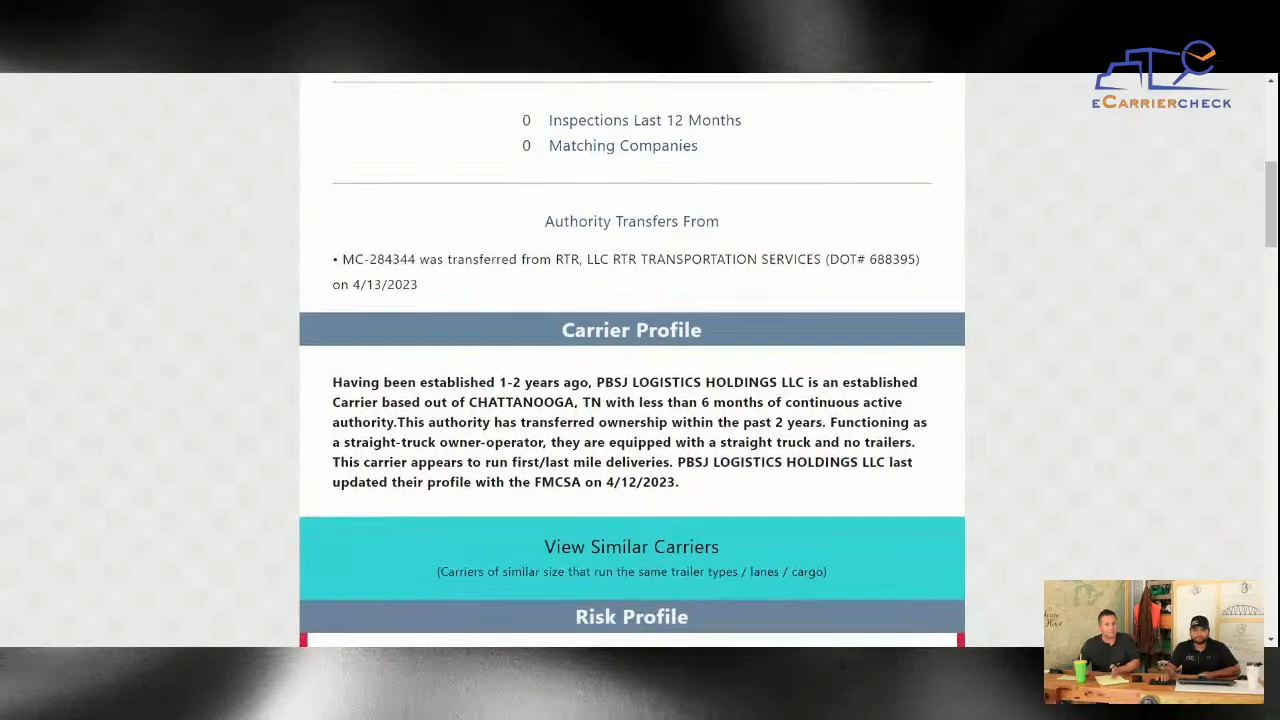 eCarriercheck
0 Inspections Last 12 Months
0 Matching Companies
Authority Transfers From
• MC-284344 was transferred from RTR, LLC RTR TRANSPORTATION SERVICES (DOT# 688395)
on 4/13/2023
Carrier Profile
Having been established 1-2 years ago, PBSJ LOGISTICS HOLDINGS LLC is an established
Carrier based out of CHATTANOOGA, TN with less than 6 months of continuous active
authority.This authority has transferred ownership within the past 2 years. Functioning as
a straight-truck owner-operator, they are equipped with a straight truck and no trailers.
This carrier appears to run first/last mile deliveries. PBSJ LOGISTICS HOLDINGS LLC last
updated their profile with the FMCSA on 4/12/2023.
View Similar Carriers
(Carriers of similar size that run the same trailer types / lanes / cargo)
Risk Profile